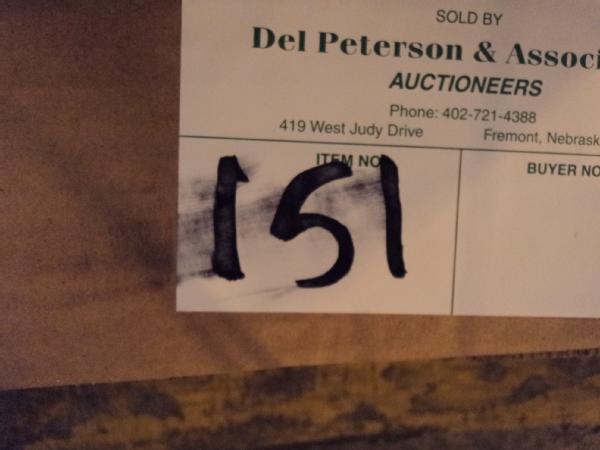 SOLD BY
Del Peterson & Associ
AUCTIONEERS
Phone: 402-721-4388
419 West Judy Drive Fremont, Nebrask
ITEM NO
BUYER NO
151